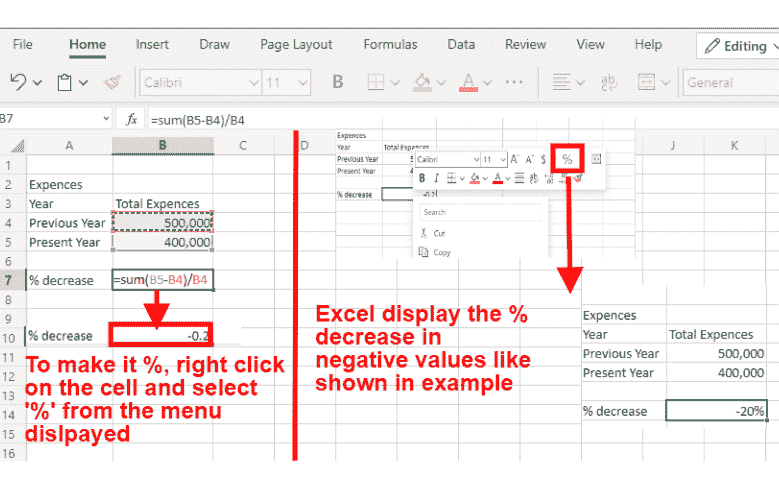 File Home Insert Draw Page Layout Formulas Data Review View Help Editing
Calibri 11 B A ... ab General
B7 fx =sum(B5-B4)/B4
A B C D J K
1
2 Expences
3 Year Total Expences
4 Previous Year 500,000
5 Present Year 400,000
6
7 % decrease =sum(B5-B4)/B4
8
9
10 % decrease -0.2
11
12
13
14
15
16
To make it %, right click
on the cell and select
'%' from the menu
dislpayed
Expences
Year Total Expences
Previous Year 5
Present Year 4
% decrease -0.2
Calibri 11 A A $ %
B I A ab
Search
Cut
Copy
Excel display the %
decrease in
negative values like
shown in example
Expences
Year Total Expences
Previous Year 500,000
Present Year 400,000
% decrease -20%